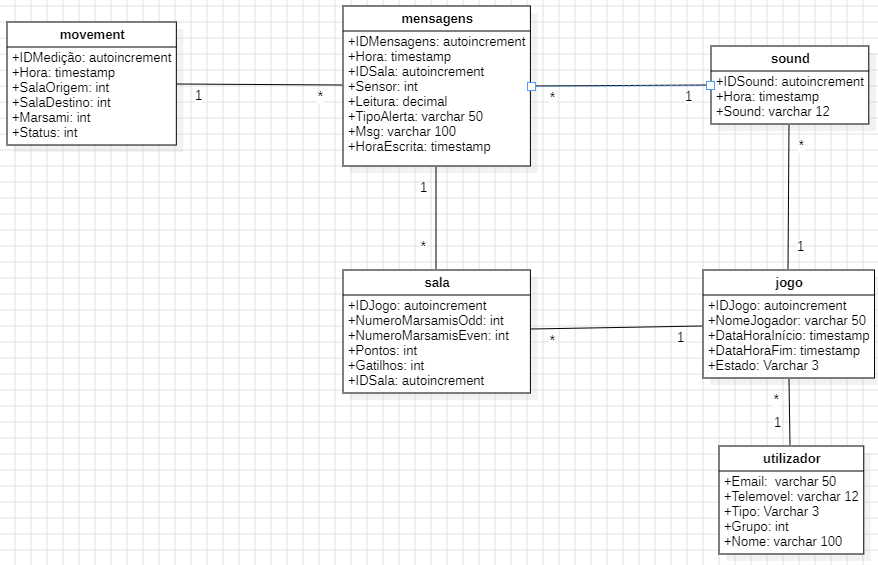 movement
+IDMedição: autoincrement
+Hora: timestamp
+SalaOrigem: int
+SalaDestino: int
+Marsami: int
+Status: int
1
*
mensagens
+IDMensagens: autoincrement
+Hora: timestamp
+IDSala: autoincrement
+Sensor: int
+Leitura: decimal
+TipoAlerta: varchar 50
+Msg: varchar 100
+HoraEscrita: timestamp
*
1
sound
+IDSound: autoincrement
+Hora: timestamp
+Sound: varchar 12
1
*
*
1
sala
+IDJogo: autoincrement
+NumeroMarsamisOdd: int
+NumeroMarsamisEven: int
+Pontos: int
+Gatilhos: int
+IDSala: autoincrement
*
1
jogo
+IDJogo: autoincrement
+NomeJogador: varchar 50
+DataHoraInício: timestamp
+DataHoraFim: timestamp
+Estado: Varchar 3
*
1
utilizador
+Email:  varchar 50
+Telemovel: varchar 12
+Tipo: Varchar 3
+Grupo: int
+Nome: varchar 100